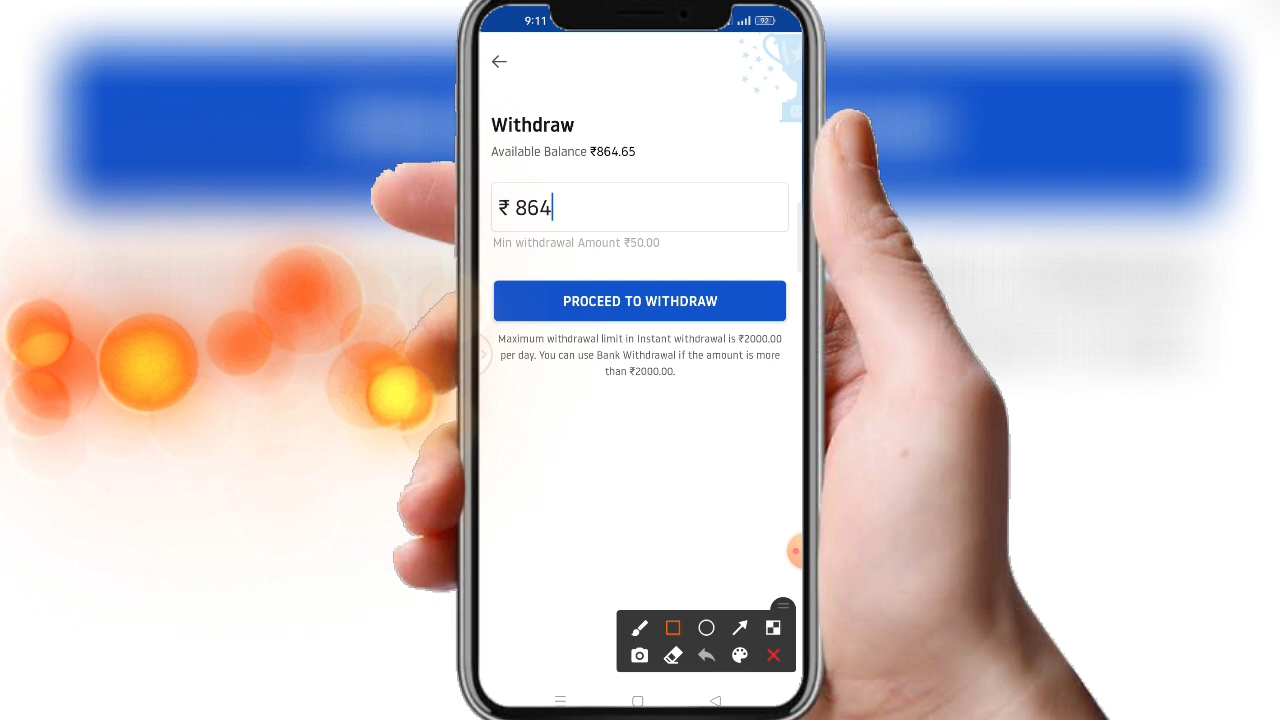 9:11
92
Withdraw
Available Balance ₹864.65
₹ 864
Min withdrawal Amount ₹50.00
PROCEED TO WITHDRAW
Maximum withdrawal limit in Instant withdrawal is ₹2000.00
per day. You can use Bank Withdrawal if the amount is more
than ₹2000.00.